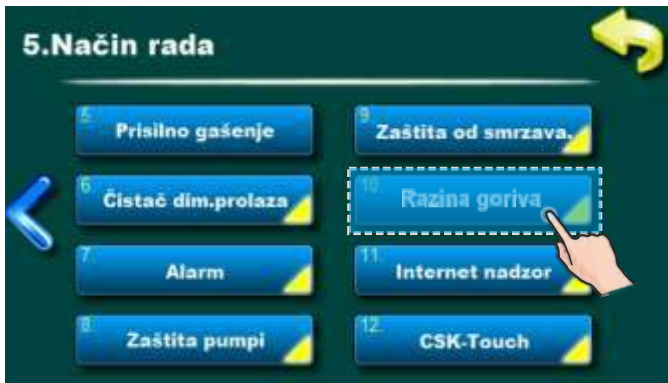 5.Način rada
5.
Prisilno gašenje
6.
Čistač dim.prolaza
7.
Alarm
8.
Zaštita pumpi
9.
Zaštita od smrzava.
10.
Razina goriva
11.
Internet nadzor
12.
CSK-Touch